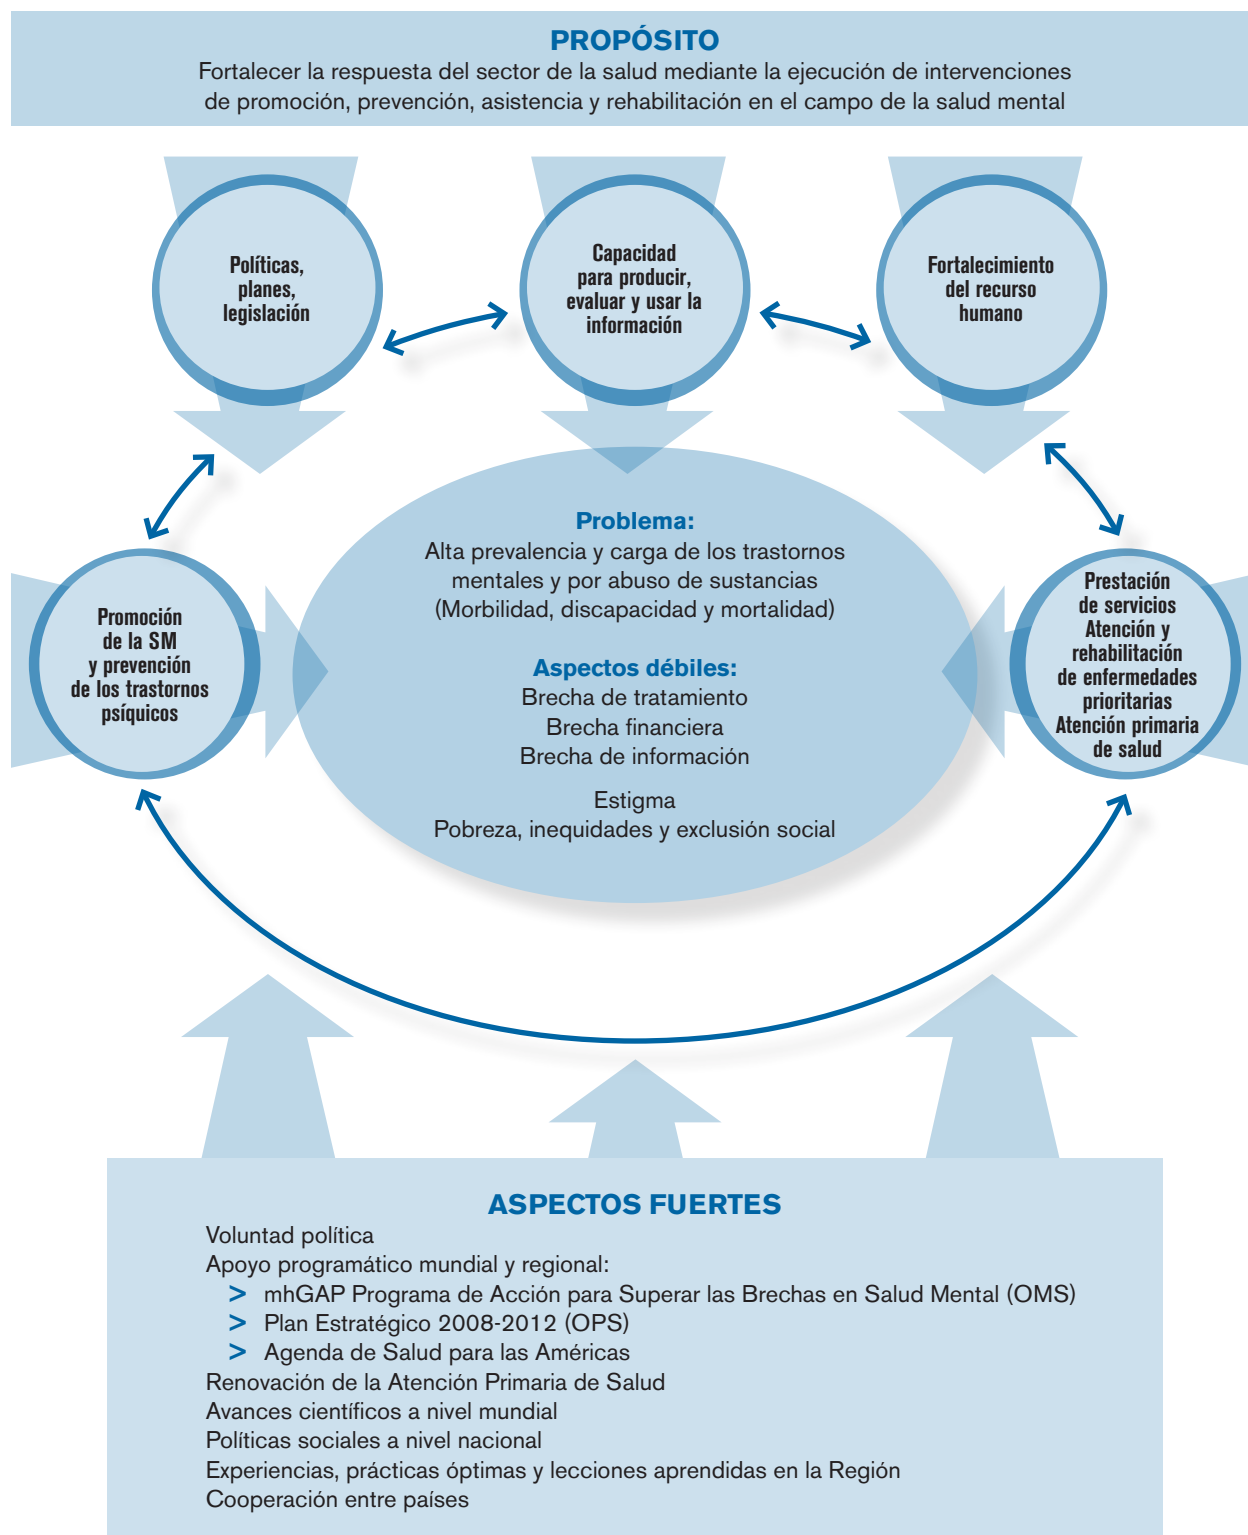 PROPÓSITO
Fortalecer la respuesta del sector de la salud mediante la ejecución de intervenciones
de promoción, prevención, asistencia y rehabilitación en el campo de la salud mental
Políticas,
planes,
legislación
Capacidad
para producir,
evaluar y usar la
información
Fortalecimiento
del recurso
humano
Promoción
de la SM
y prevención
de los trastornos
psíquicos
Problema:
Alta prevalencia y carga de los trastornos
mentales y por abuso de sustancias
(Morbilidad, discapacidad y mortalidad)
Aspectos débiles:
Brecha de tratamiento
Brecha financiera
Brecha de información
Estigma
Pobreza, inequidades y exclusión social
Prestación
de servicios
Atención y
rehabilitación
de enfermedades
prioritarias
Atención primaria
de salud
ASPECTOS FUERTES
Voluntad política
Apoyo programático mundial y regional:
> mhGAP Programa de Acción para Superar las Brechas en Salud Mental (OMS)
> Plan Estratégico 2008-2012 (OPS)
> Agenda de Salud para las Américas
Renovación de la Atención Primaria de Salud
Avances científicos a nivel mundial
Políticas sociales a nivel nacional
Experiencias, prácticas óptimas y lecciones aprendidas en la Región
Cooperación entre países